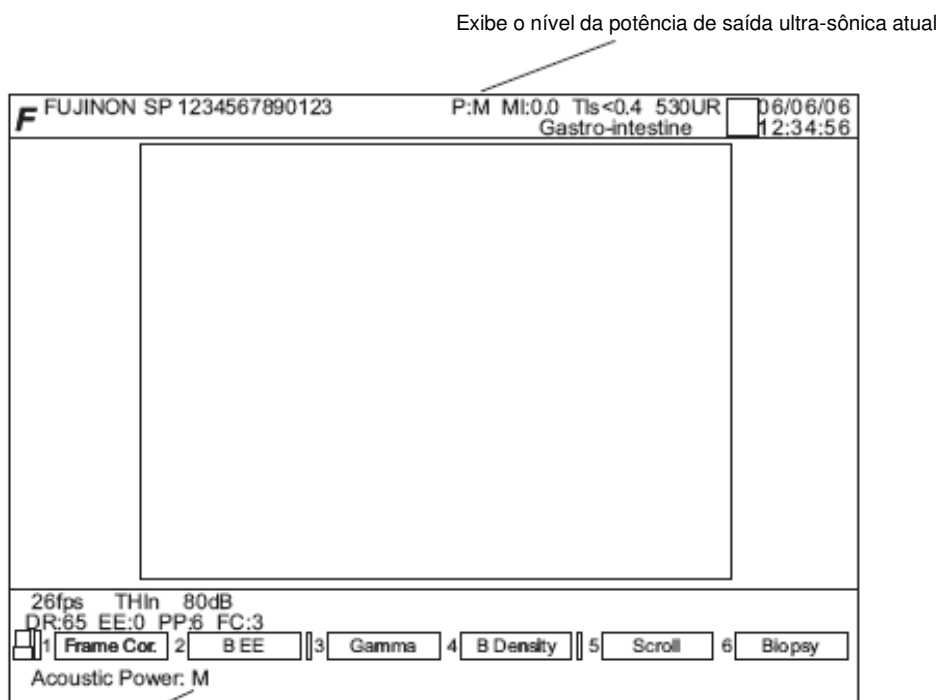 Exibe o nível da potência de saída ultra-sônica atual
F FUJINON SP 1234567890123 P:M MI:0.0 TIs<0.4 530UR 06/06/06
Gastro-intestine 12:34:56
26fps THIn 80dB
DR:65 EE:0 PP:6 FC:3
1 Frame Cor. 2 B EE 3 Gamma 4 B Density 5 Scroll 6 Biopsy
Acoustic Power: M